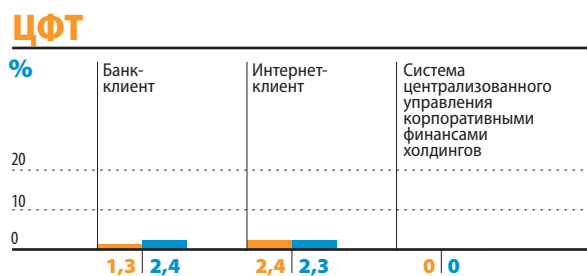 ЦФТ
%
Банк-
клиент
Интернет-
клиент
Система
централизованного
управления
корпоративными
финансами
холдингов
20
10
0
1,3 2,4 2,4 2,3 0 0